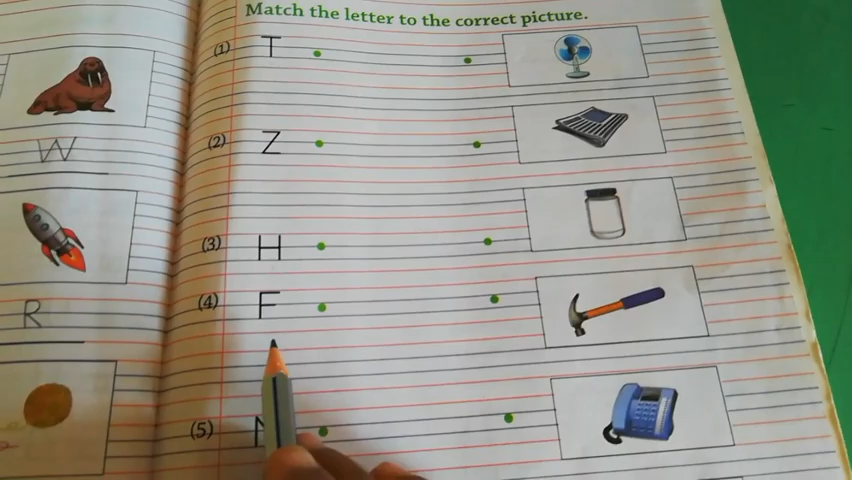 Match the letter to the correct picture.
(1) T
(2) Z
(3) H
(4) F
(5)
W
R